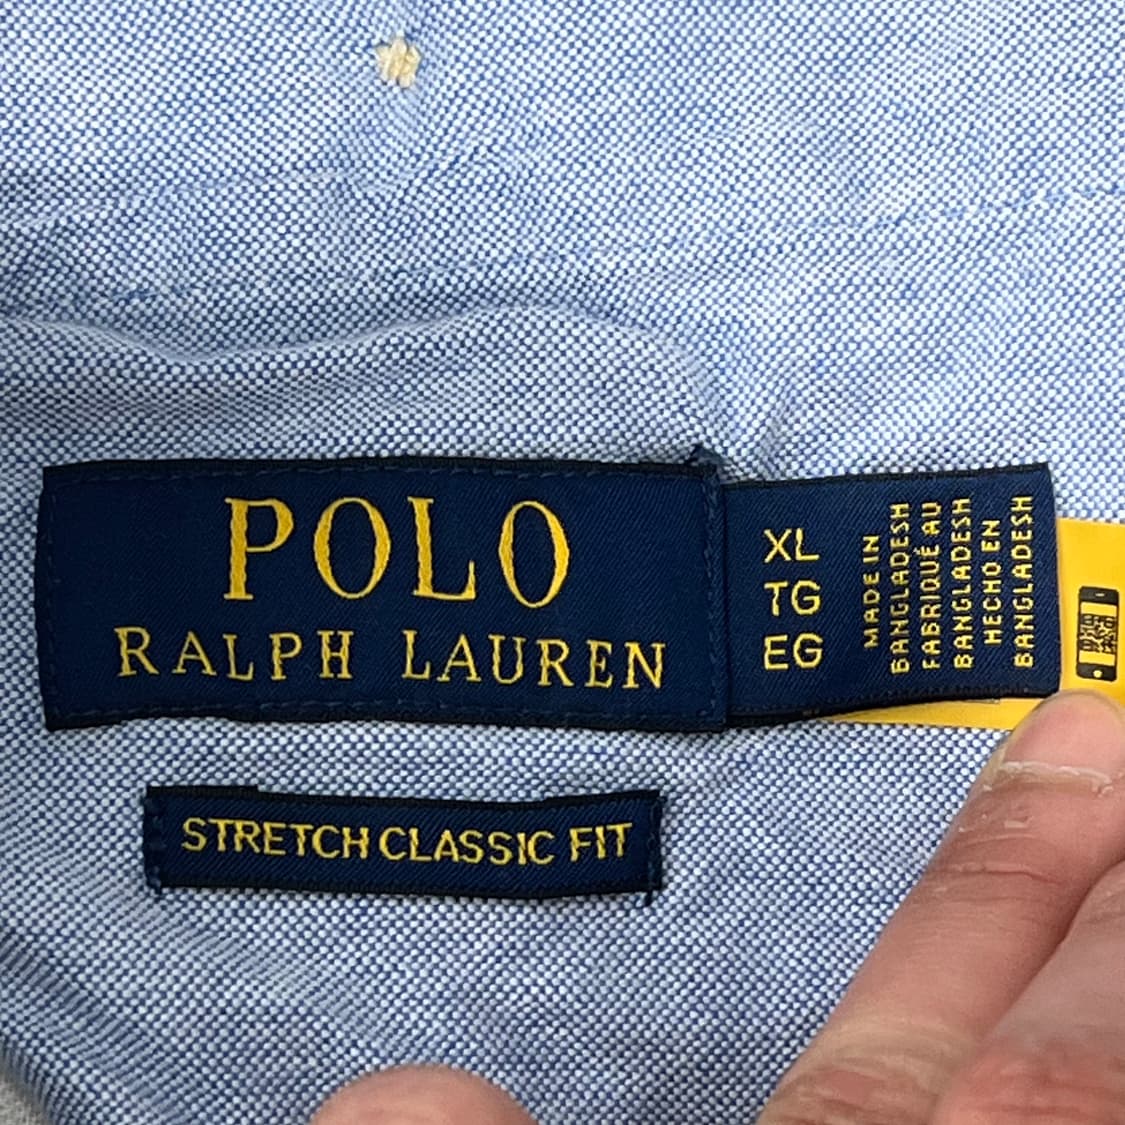 POLO
RALPH LAUREN
XL
TG
EG
MADE IN
BANGLADESH
FABRIQUÉ AU
BANGLADESH
HECHO EN
BANGLADESH
STRETCH CLASSIC FIT